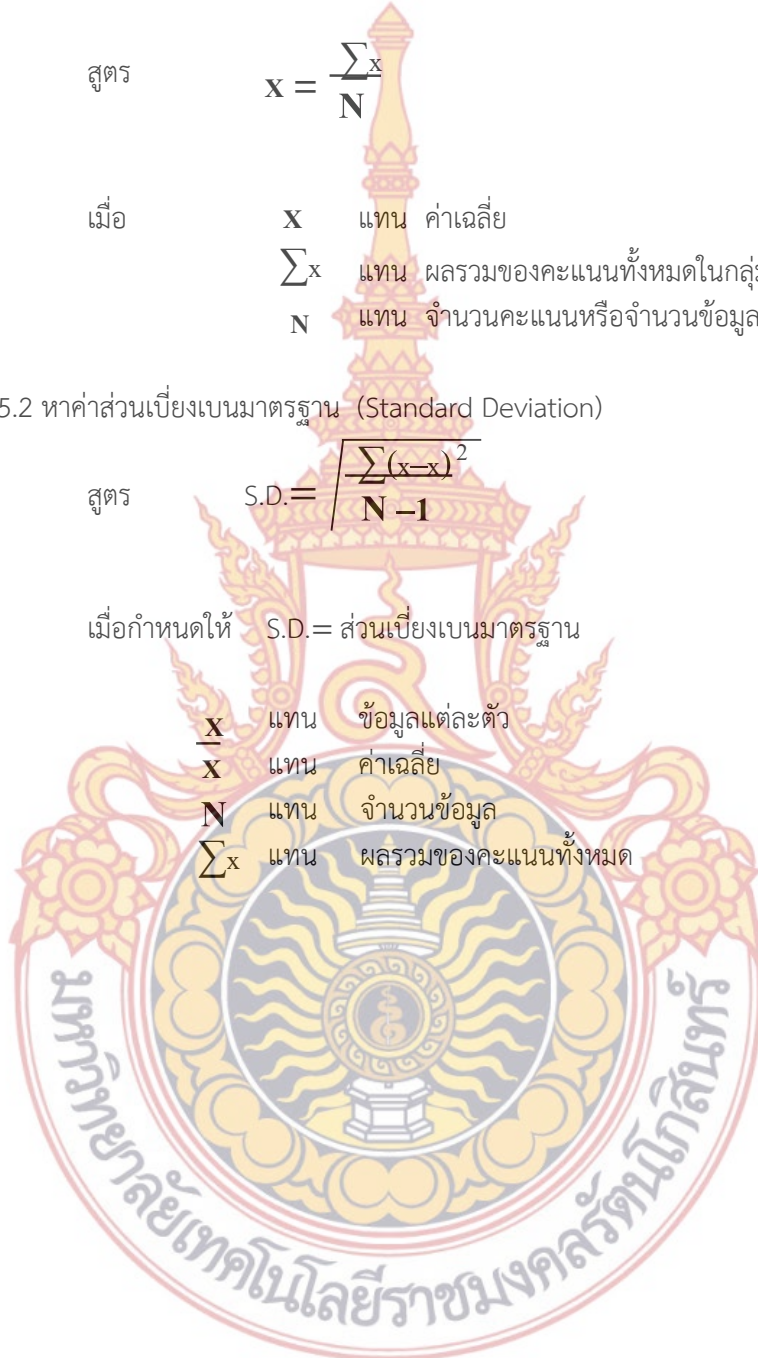 สูตร x = ∑x / N
เมื่อ x แทน ค่าเฉลี่ย
∑x แทน ผลรวมของคะแนนทั้งหมดในกลุ่ม
N แทน จำนวนคะแนนหรือจำนวนข้อมูล
5.2 หาค่าส่วนเบี่ยงเบนมาตรฐาน (Standard Deviation)
สูตร S.D.= √ ∑(x–x)² / N –1
เมื่อกำหนดให้ S.D.= ส่วนเบี่ยงเบนมาตรฐาน
x แทน ข้อมูลแต่ละตัว
x̅ แทน ค่าเฉลี่ย
N แทน จำนวนข้อมูล
∑x แทน ผลรวมของคะแนนทั้งหมด
มหาวิทยาลัยเทคโนโลยีราชมงคลรัตนโกสินทร์